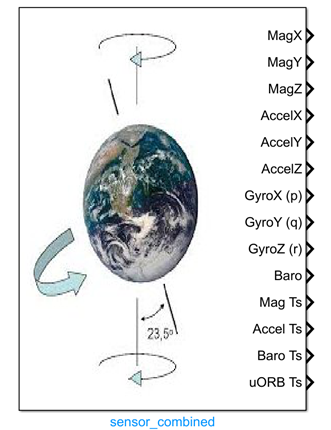 MagX
MagY
MagZ
AccelX
AccelY
AccelZ
GyroX (p)
GyroY (q)
GyroZ (r)
Baro
Mag Ts
23,5º
Accel Ts
Baro Ts
uORB Ts
sensor_combined